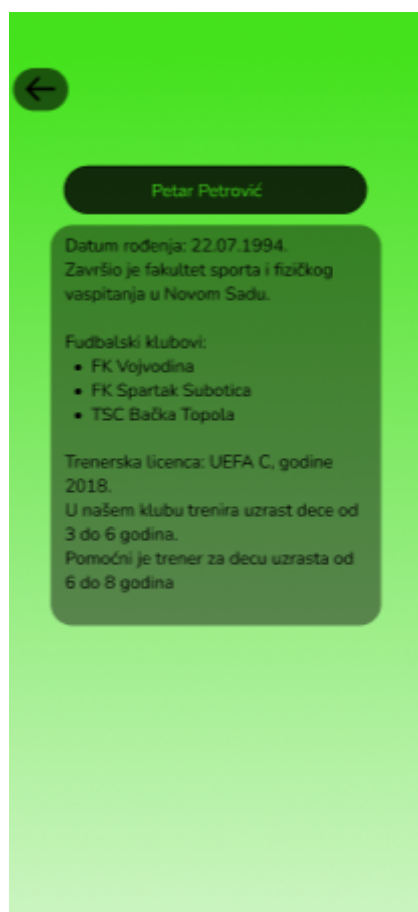 Petar Petrović
Datum rođenja: 22.07.1994.
Završio je fakultet sporta i fizičkog
vaspitanja u Novom Sadu.
Fudbalski klubovi:
• FK Vojvodina
• FK Spartak Subotica
• TSC Bačka Topola
Trenerska licenca: UEFA C, godine
2018.
U našem klubu trenira uzrast dece od
3 do 6 godina.
Pomoćni je trener za decu uzrasta od
6 do 8 godina